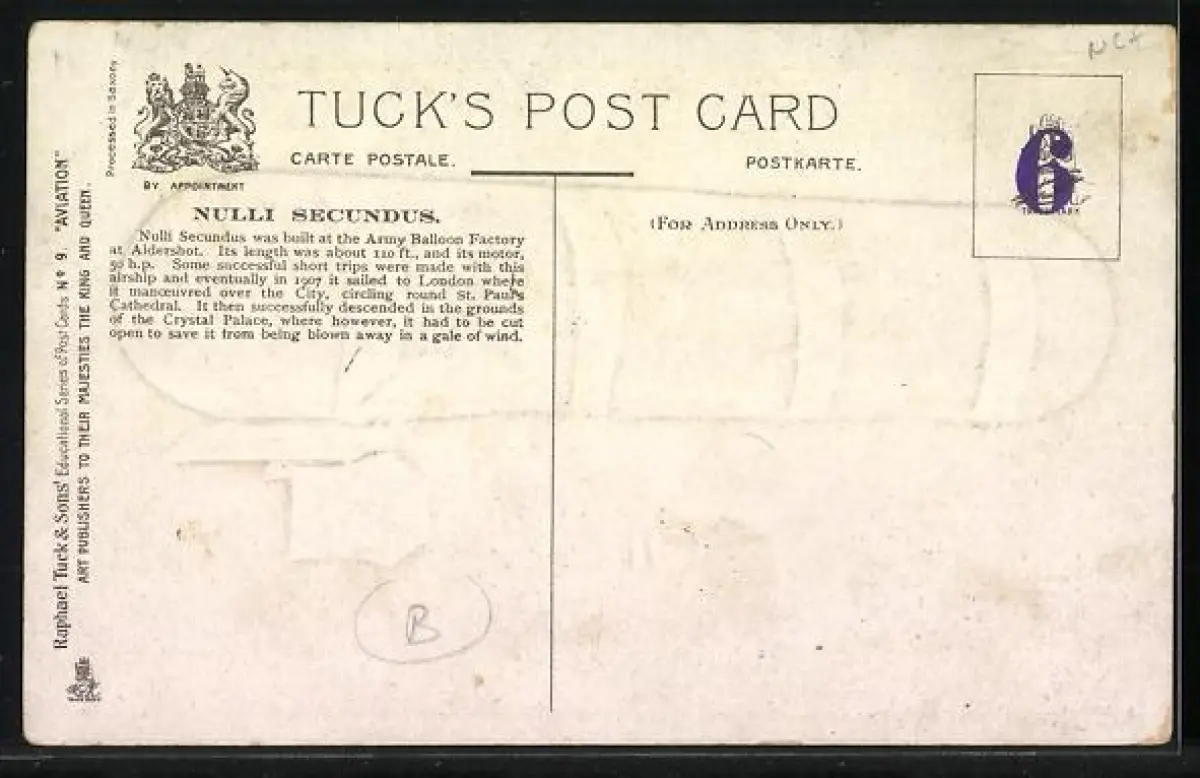 TUCK'S POST CARD
CARTE POSTALE.
POSTKARTE.
BY APPOINTMENT
Processed in Saxony
NULLI SECUNDUS.
Nulli Secundus was built at the Army Balloon Factory
at Aldershot. Its length was about 110 ft., and its motor,
50 h.p. Some successful short trips were made with this
airship and eventually in 1907 it sailed to London where
it manœuvred over the City, circling round St. Paul's
Cathedral. It then successfully descended in the grounds
of the Crystal Palace, where however, it had to be cut
open to save it from being blown away in a gale of wind.
(FOR ADDRESS ONLY.)
6
B
Raphael Tuck & Sons' Educational Series of Post Cards Nº 9. "AVIATION"
ART PUBLISHERS TO THEIR MAJESTIES THE KING AND QUEEN.